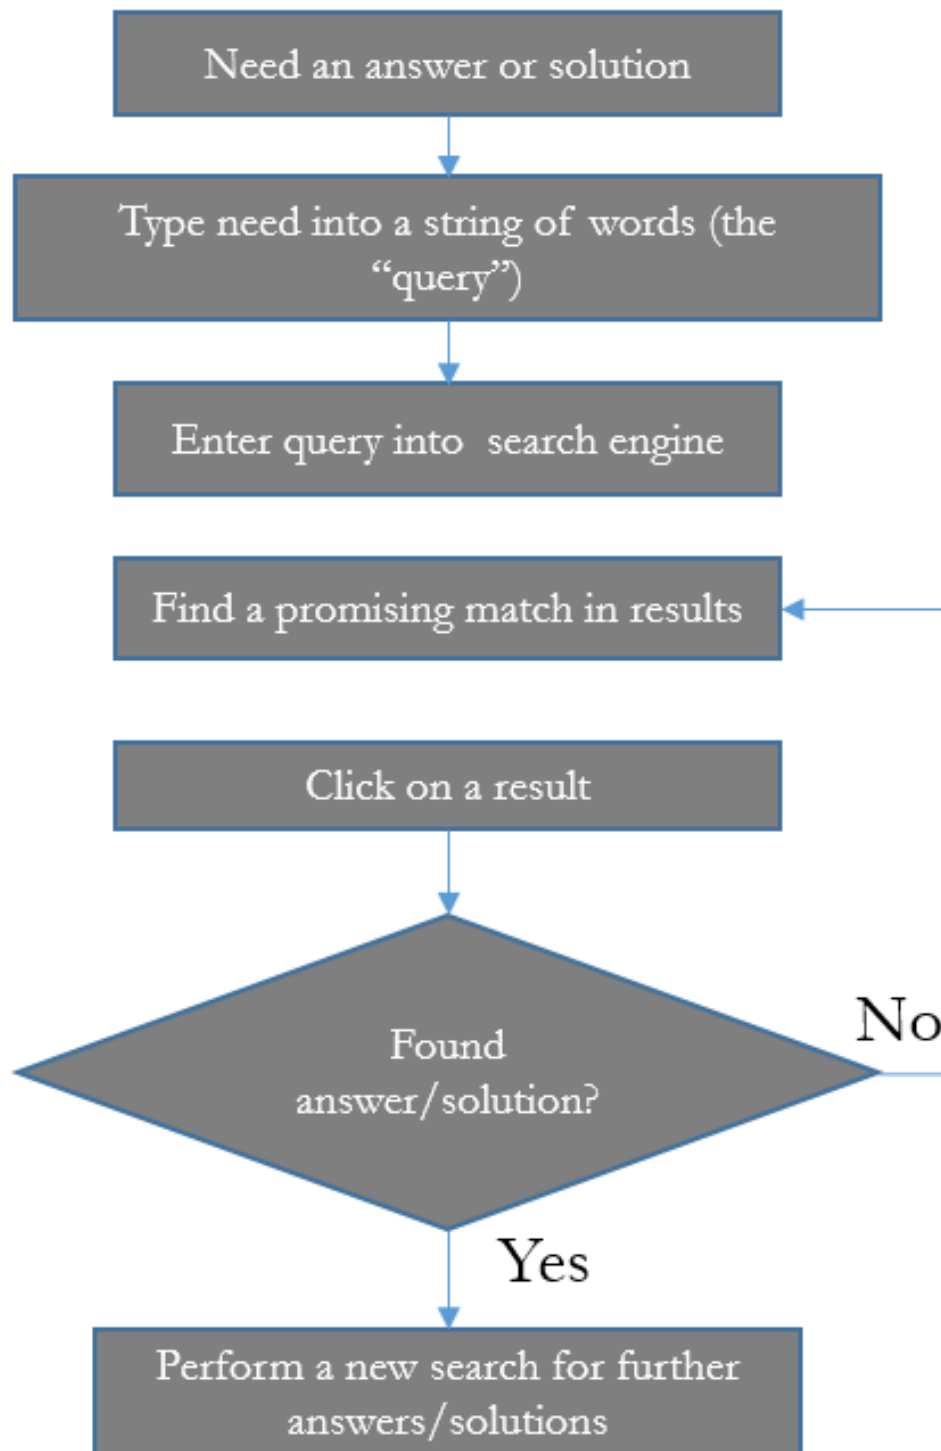 Need an answer or solution
Type need into a string of words (the
“query”)
Enter query into  search engine
Find a promising match in results
Click on a result
Found
answer/solution?
No
Yes
Perform a new search for further
answers/solutions